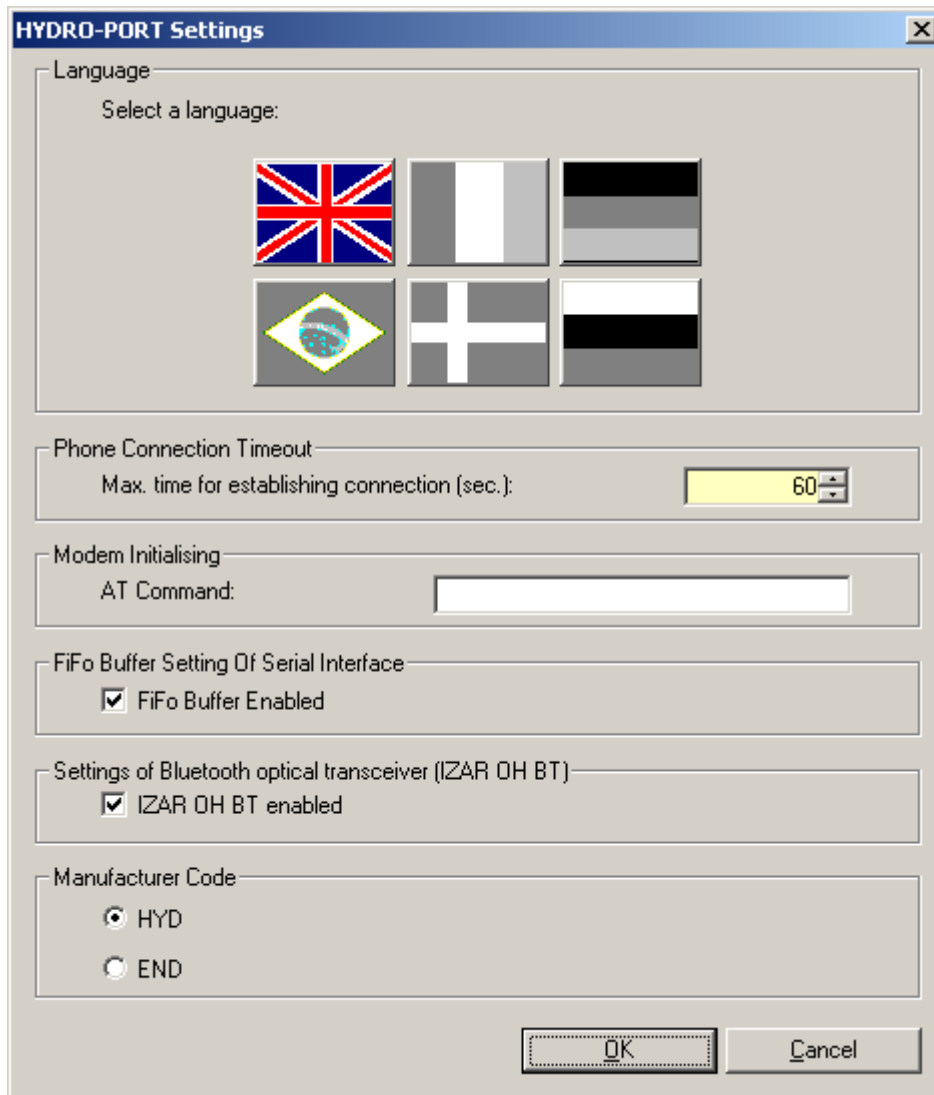 HYDRO-PORT Settings
Language
Select a language:
Phone Connection Timeout
Max. time for establishing connection (sec.):
60
Modem Initialising
AT Command:
FiFo Buffer Setting Of Serial Interface
FiFo Buffer Enabled
Settings of Bluetooth optical transceiver (IZAR OH BT)
IZAR OH BT enabled
Manufacturer Code
HYD
END
OK
Cancel